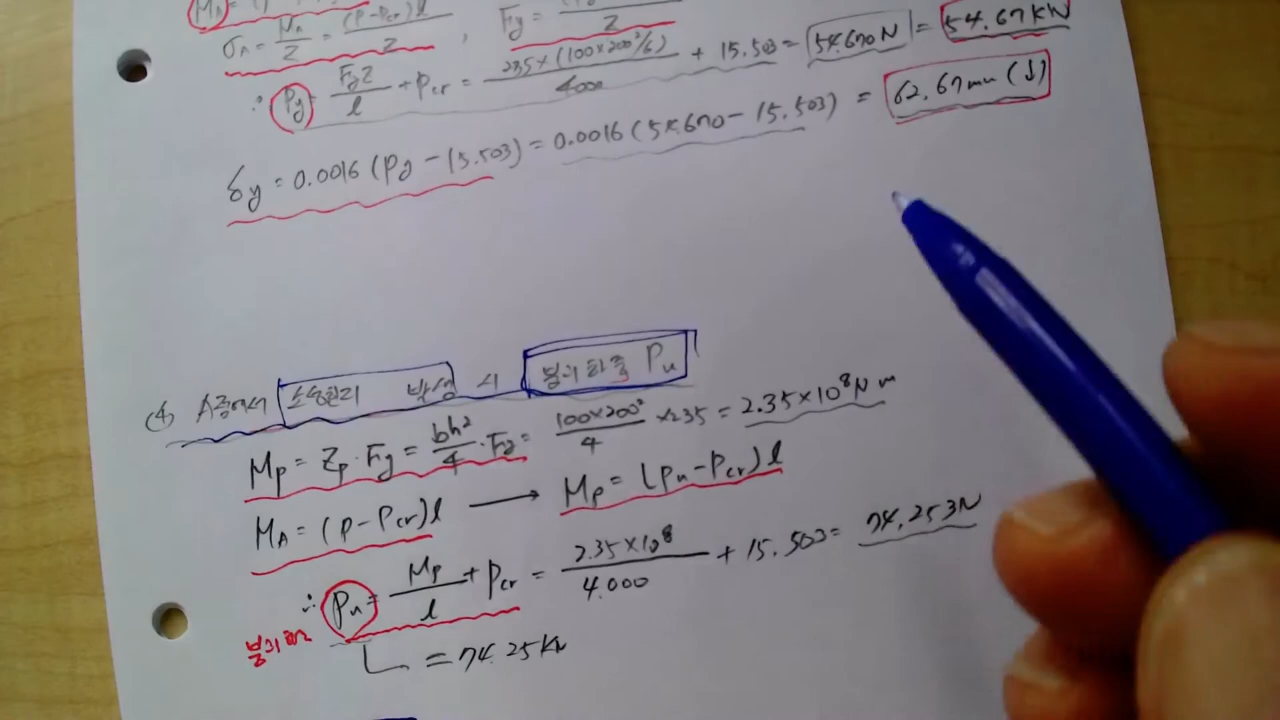 σA = MA/Z = (P-Pcr)l/Z , Fy =
∴ Py = FyZ/l + Pcr = 235×(100×200²/6)/4000 + 15.503 = 54.670N = 54.67KN
δy = 0.0016 (Py - 15.503) = 0.0016 (54.670 - 15.503) = 62.67mm (↓)
(4) A점에서 소성힌지 발생 시 붕괴하중 Pu
Mp = Zp · Fy = bh²/4 · Fy = 100×200²/4 ×235 = 2.35×10⁸N m
MA = (P-Pcr)l → Mp = (Pu-Pcr)l
∴ Pu = Mp/l + Pcr = 2.35×10⁸/4.000 + 15.503 = 74.253N
붕괴하중
= 74.25KN